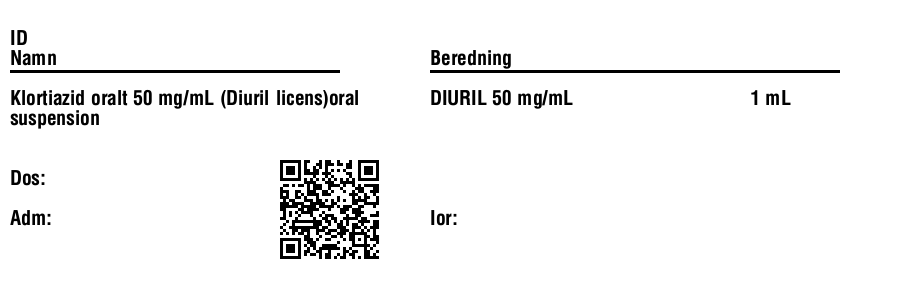 ID
Namn
Beredning
Klortiazid oralt 50 mg/mL (Diuril licens)oral
suspension
DIURIL 50 mg/mL 1 mL
Dos:
Adm:
Ior: